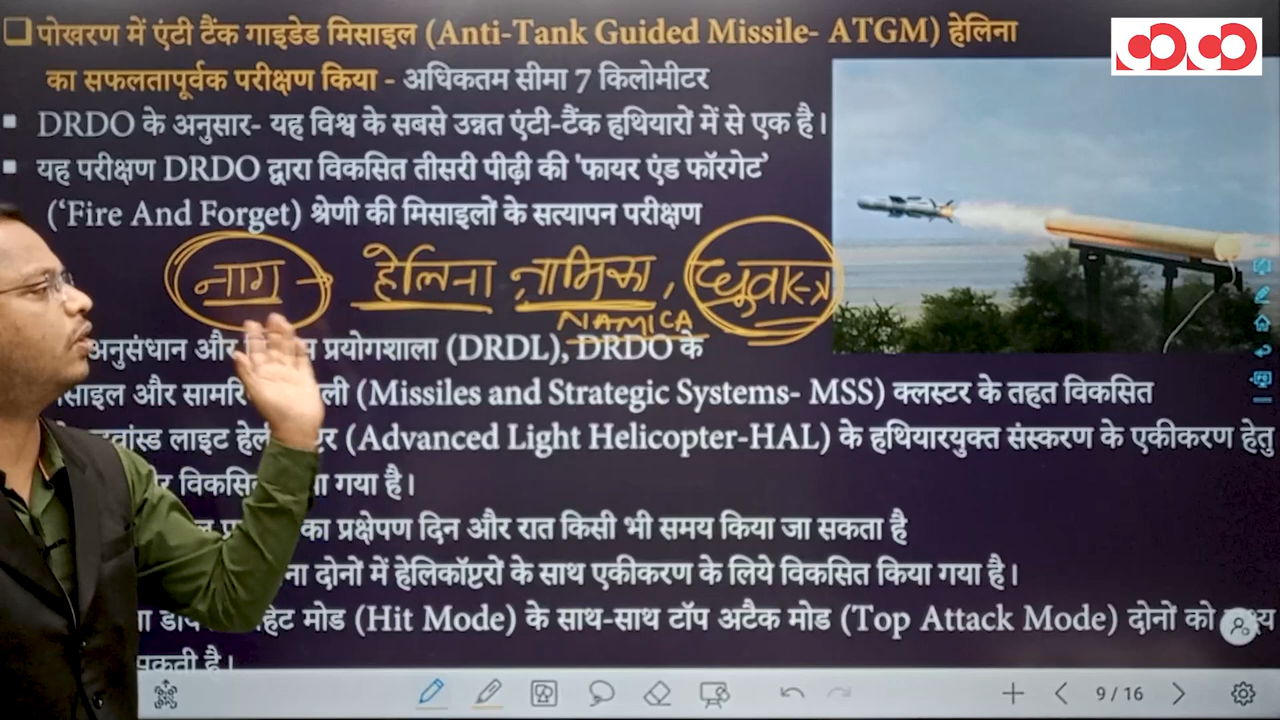 पोखरण में एंटी टैंक गाइडेड मिसाइल (Anti-Tank Guided Missile- ATGM) हेलिना
का सफलतापूर्वक परीक्षण किया - अधिकतम सीमा 7 किलोमीटर
DRDO के अनुसार- यह विश्व के सबसे उन्नत एंटी-टैंक हथियारों में से एक है।
यह परीक्षण DRDO द्वारा विकसित तीसरी पीढ़ी की 'फायर एंड फॉरगेट’
(‘Fire And Forget) श्रेणी की मिसाइलों के सत्यापन परीक्षण
नाग → हेलिना नामिका, ध्रुवास्त्र
NAMICA
अनुसंधान और प्रयोगशाला (DRDL), DRDO के
और (Missiles and Strategic Systems- MSS) क्लस्टर के तहत विकसित
लाइट (Advanced Light Helicopter-HAL) के हथियारयुक्त संस्करण के एकीकरण हेतु
गया है।
का प्रक्षेपण दिन और रात किसी भी समय किया जा सकता है
दोनों में हेलिकॉप्टरों के साथ एकीकरण के लिये विकसित किया गया है।
मोड (Hit Mode) के साथ-साथ टॉप अटैक मोड (Top Attack Mode) दोनों को
है।
9 / 16